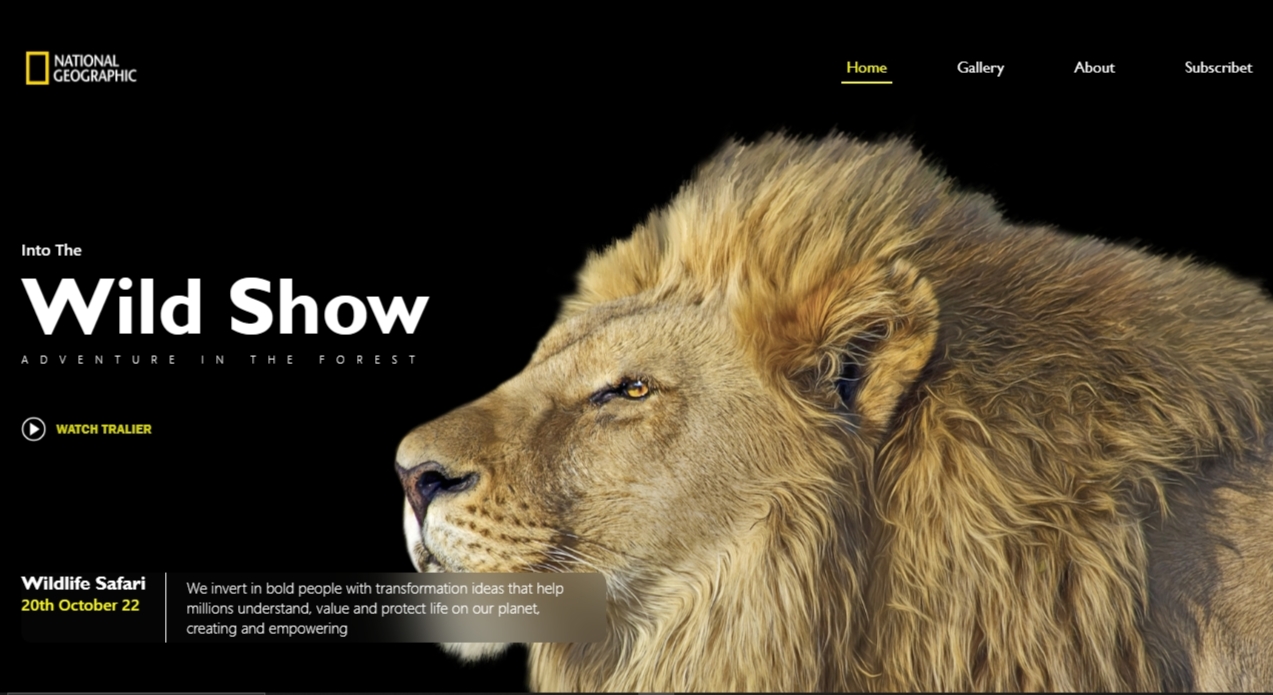 NATIONAL
GEOGRAPHIC
Home Gallery About Subscribet
Into The
Wild Show
ADVENTURE IN THE FOREST
WATCH TRALIER
Wildlife Safari
20th October 22
We invert in bold people with transformation ideas that help
millions understand, value and protect life on our planet,
creating and empowering